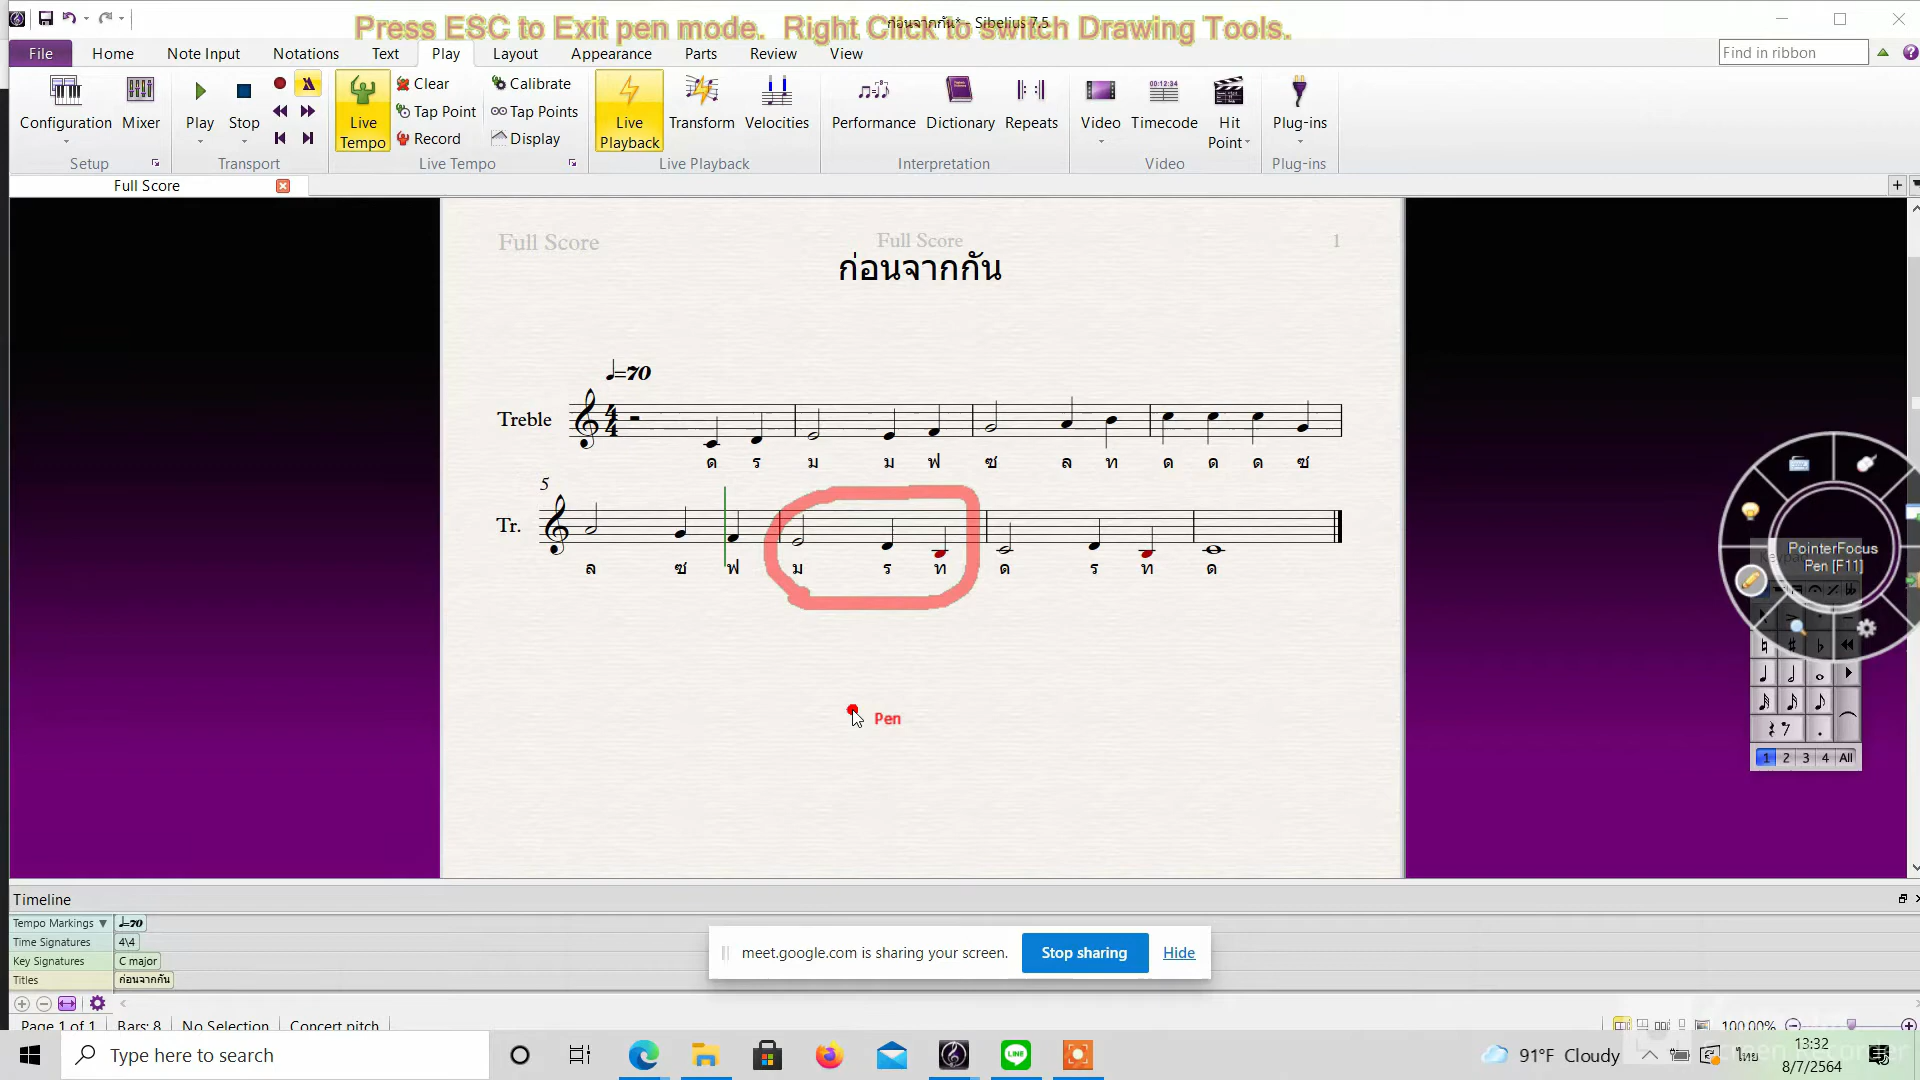 Press ESC to Exit pen mode.  Right Click to switch Drawing Tools.
ก่อนจากกัน* - Sibelius 7.5
File Home Note Input Notations Text Play Layout Appearance Parts Review View Find in ribbon
Configuration Mixer Play Stop Live Tempo Clear Tap Point Record Calibrate Tap Points Display Live Playback Transform Velocities Performance Dictionary Repeats Video Timecode Hit Point Plug-ins
00:12:34
Setup Transport Live Tempo Live Playback Interpretation Video Plug-ins
Full Score
Full Score Full Score 1
ก่อนจากกัน
=70
Treble 4 4
ด ร ม ม ฟ ซ ล ท ด ด ด ซ
5
Tr.
ล ซ ฟ ม ร ท ด ร ท ด
PointerFocus
Pen [F11]
Pen
1 2 3 4 All
Timeline
Tempo Markings =70
Time Signatures 4\4
Key Signatures C major
Titles ก่อนจากกัน
meet.google.com is sharing your screen. Stop sharing Hide
Page 1 of 1 Bars: 8 No Selection Concert pitch 100.00%
Type here to search LINE 91°F Cloudy ไทย 13:32
8/7/2564